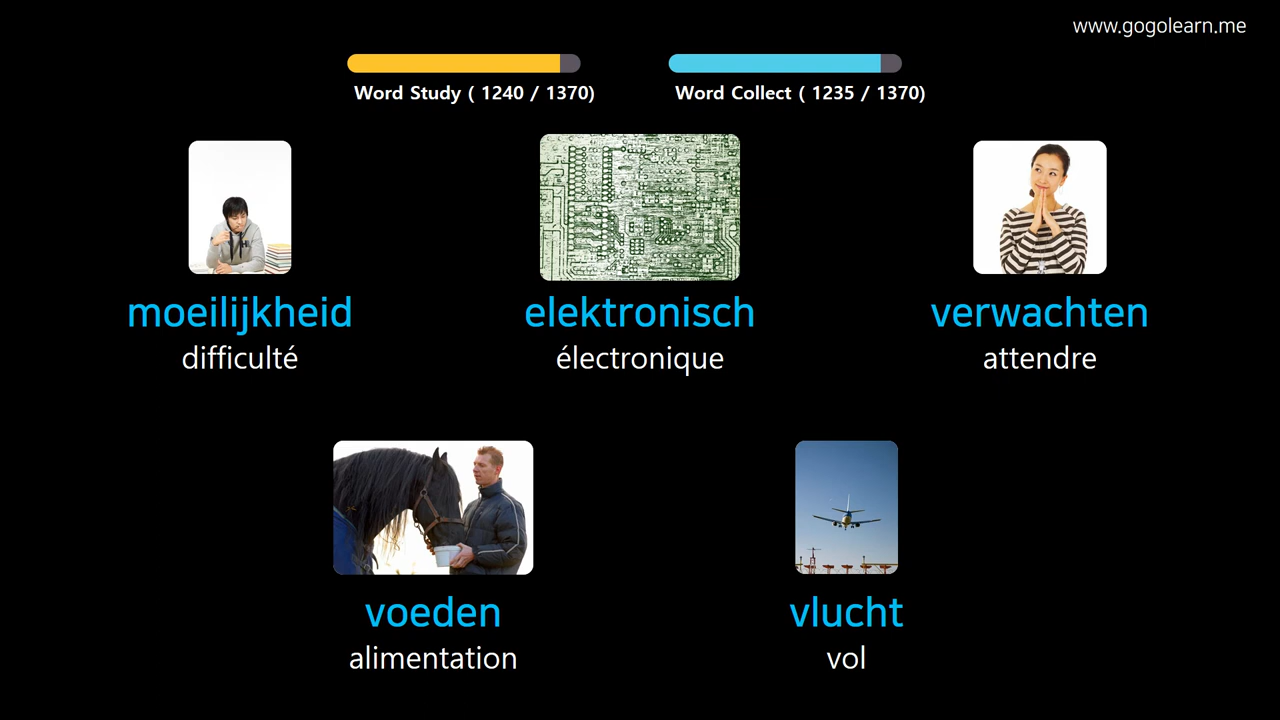 www.gogolearn.me
Word Study ( 1240 / 1370)
Word Collect ( 1235 / 1370)
moeilijkheid
difficulté
elektronisch
électronique
verwachten
attendre
voeden
alimentation
vlucht
vol